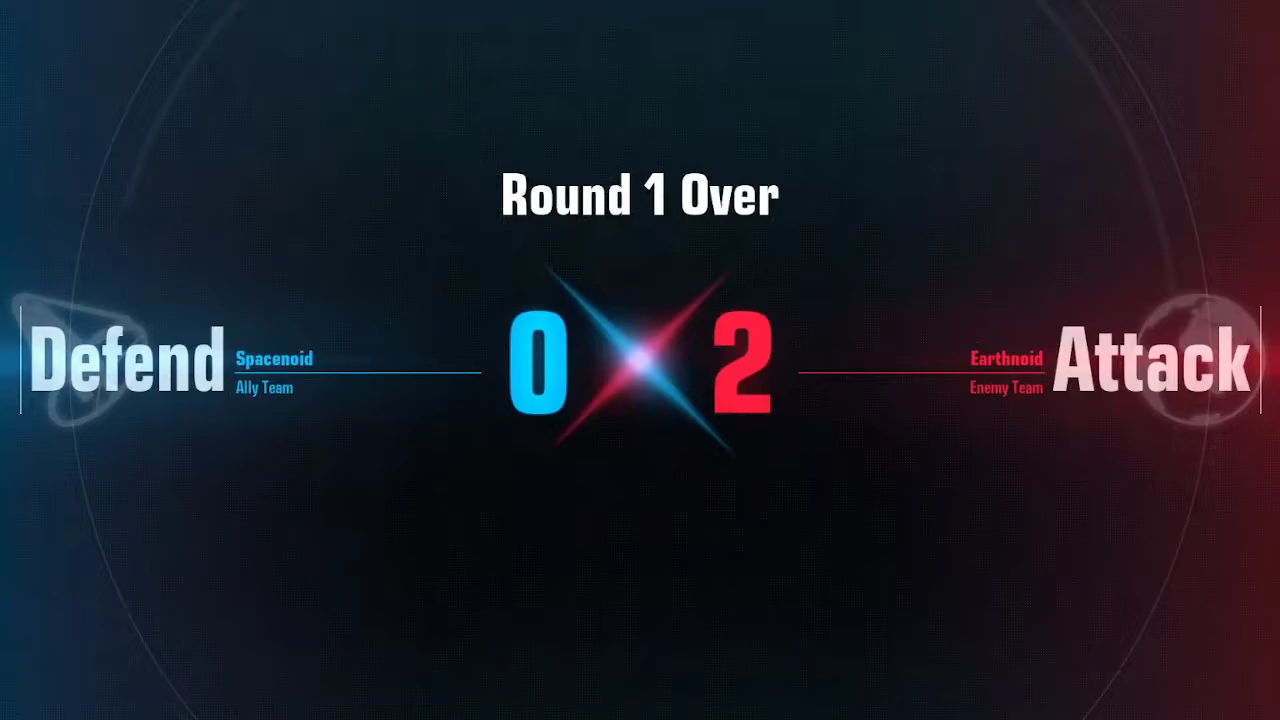 Round 1 Over
Defend
Spacenoid
Ally Team
0
2
Earthnoid
Enemy Team
Attack